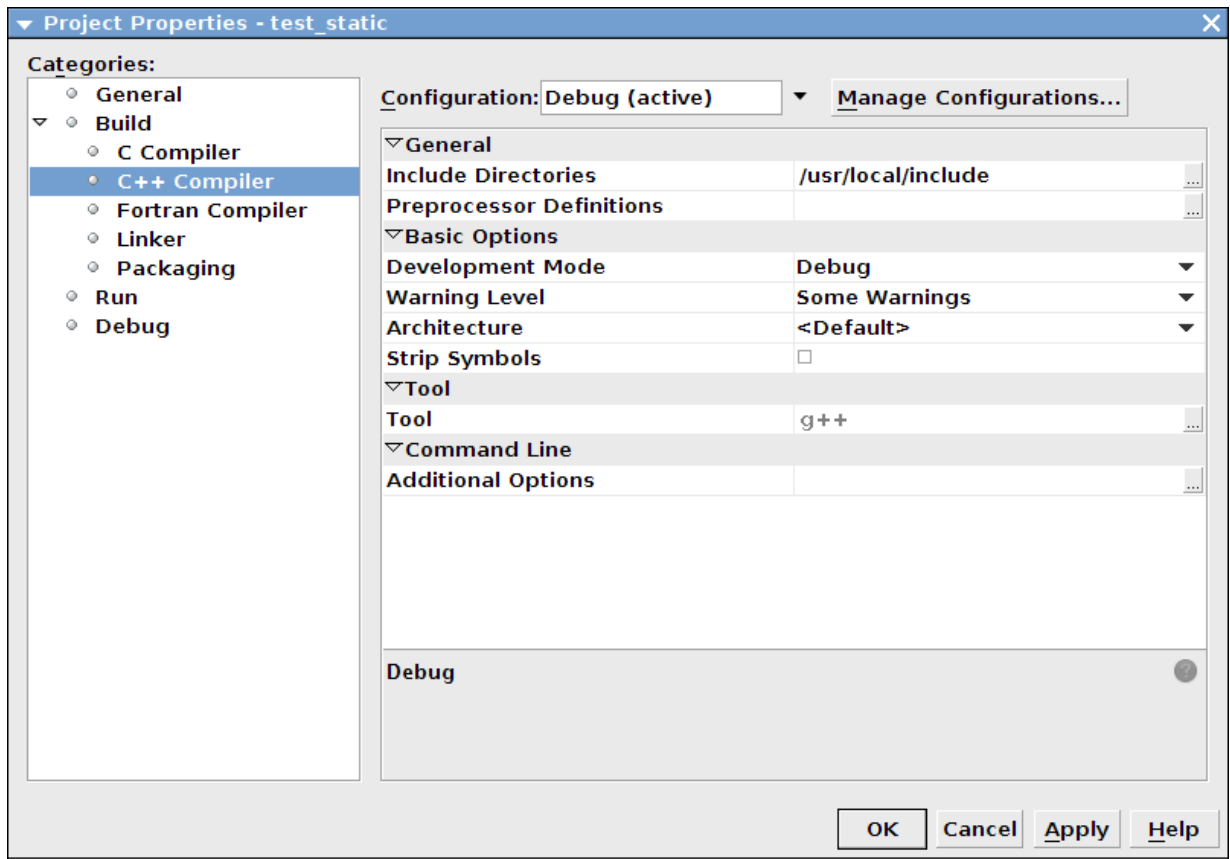 Project Properties - test_static
Categories:
General
Build
C Compiler
C++ Compiler
Fortran Compiler
Linker
Packaging
Run
Debug
Configuration: Debug (active) Manage Configurations...
General
Include Directories /usr/local/include ...
Preprocessor Definitions ...
Basic Options
Development Mode Debug
Warning Level Some Warnings
Architecture <Default>
Strip Symbols
Tool
Tool g++ ...
Command Line
Additional Options ...
Debug ?
OK Cancel Apply Help